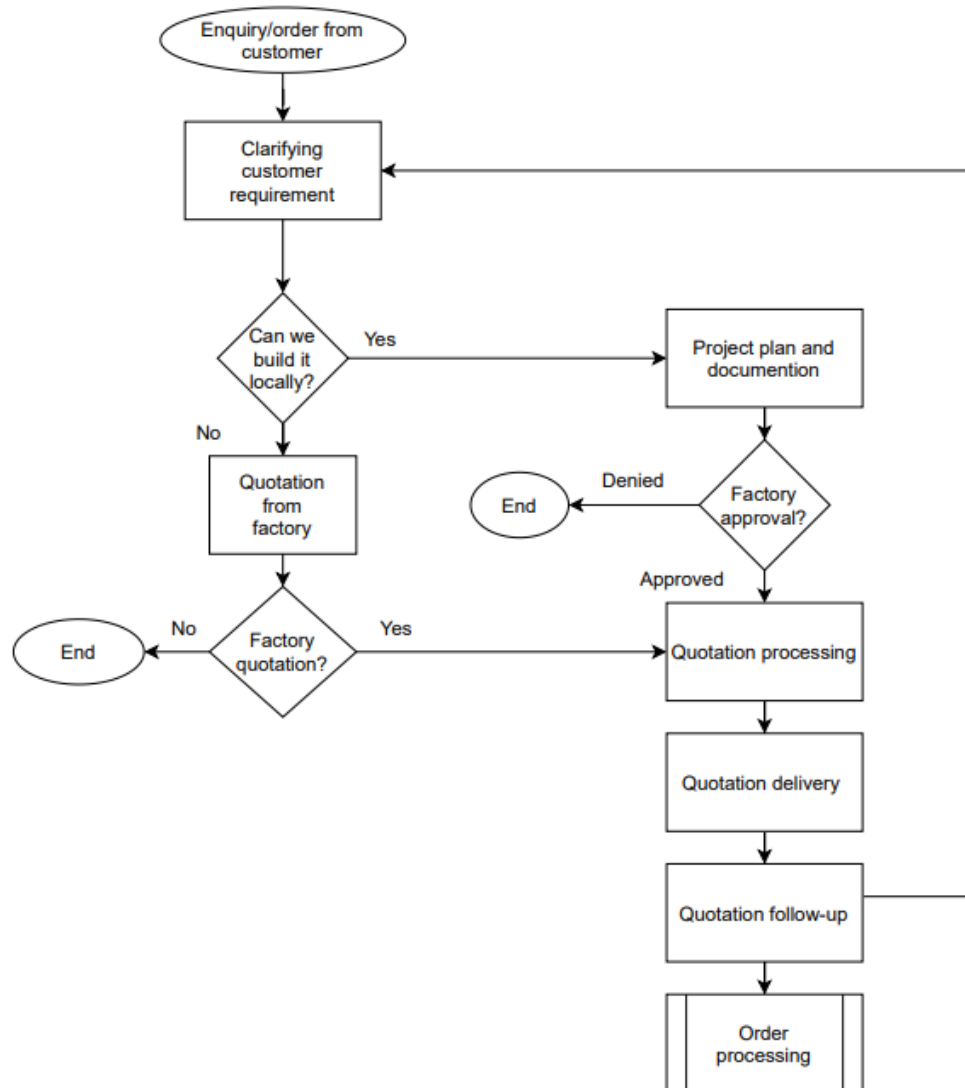 Enquiry/order from
customer
Clarifying
customer
requirement
Can we
build it
locally?
Yes
Project plan and
documention
No
Quotation
from
factory
Denied
End
Factory
approval?
Approved
End
No
Factory
quotation?
Yes
Quotation processing
Quotation delivery
Quotation follow-up
Order
processing